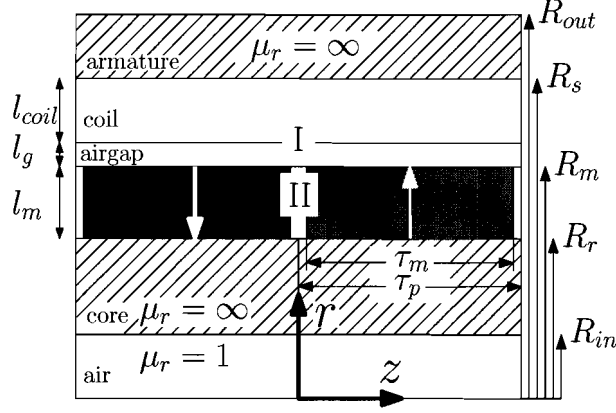 R_out
μ_r = ∞
armature
R_s
l_coil
coil
I
l_g
airgap
R_m
II
l_m
R_r
τ_m
τ_p
core μ_r = ∞
r
R_in
μ_r = 1
air
z